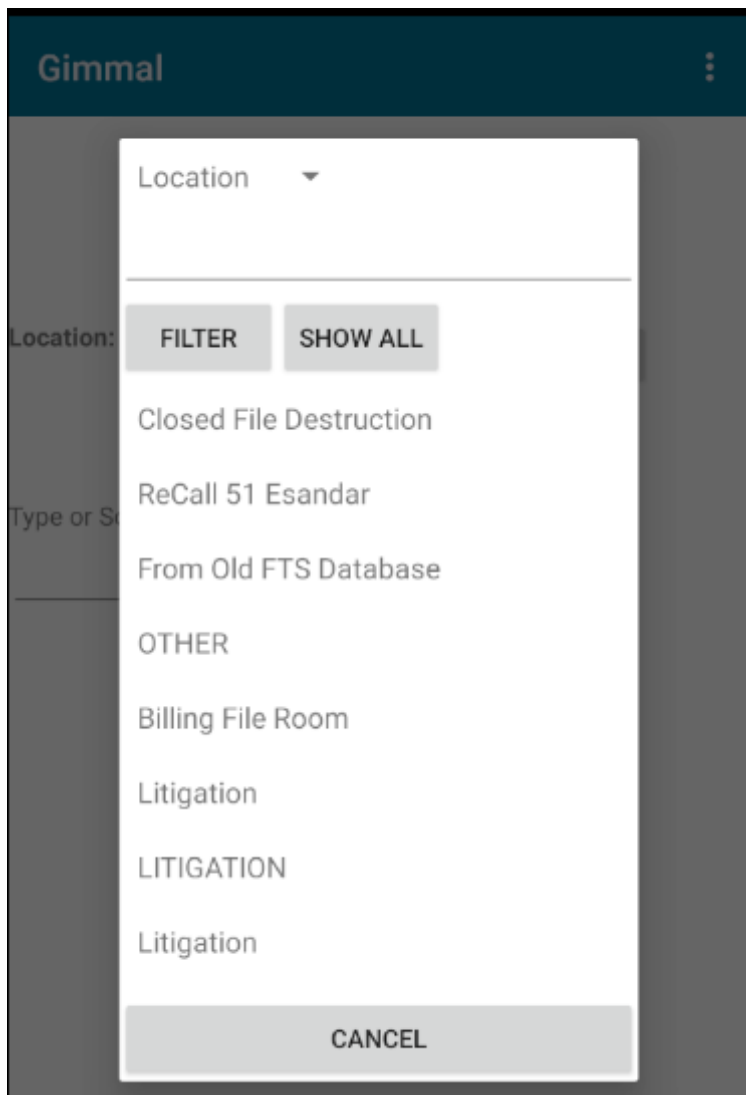 Gimmal
Location
Location:
FILTER
SHOW ALL
Closed File Destruction
ReCall 51 Esandar
Type or Sc
From Old FTS Database
OTHER
Billing File Room
Litigation
LITIGATION
Litigation
CANCEL